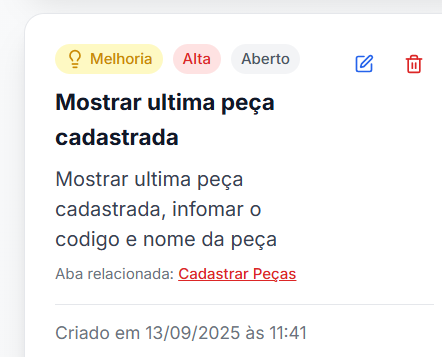 Melhoria Alta Aberto
Mostrar ultima peça
cadastrada
Mostrar ultima peça
cadastrada, infomar o
codigo e nome da peça
Aba relacionada: Cadastrar Peças
Criado em 13/09/2025 às 11:41